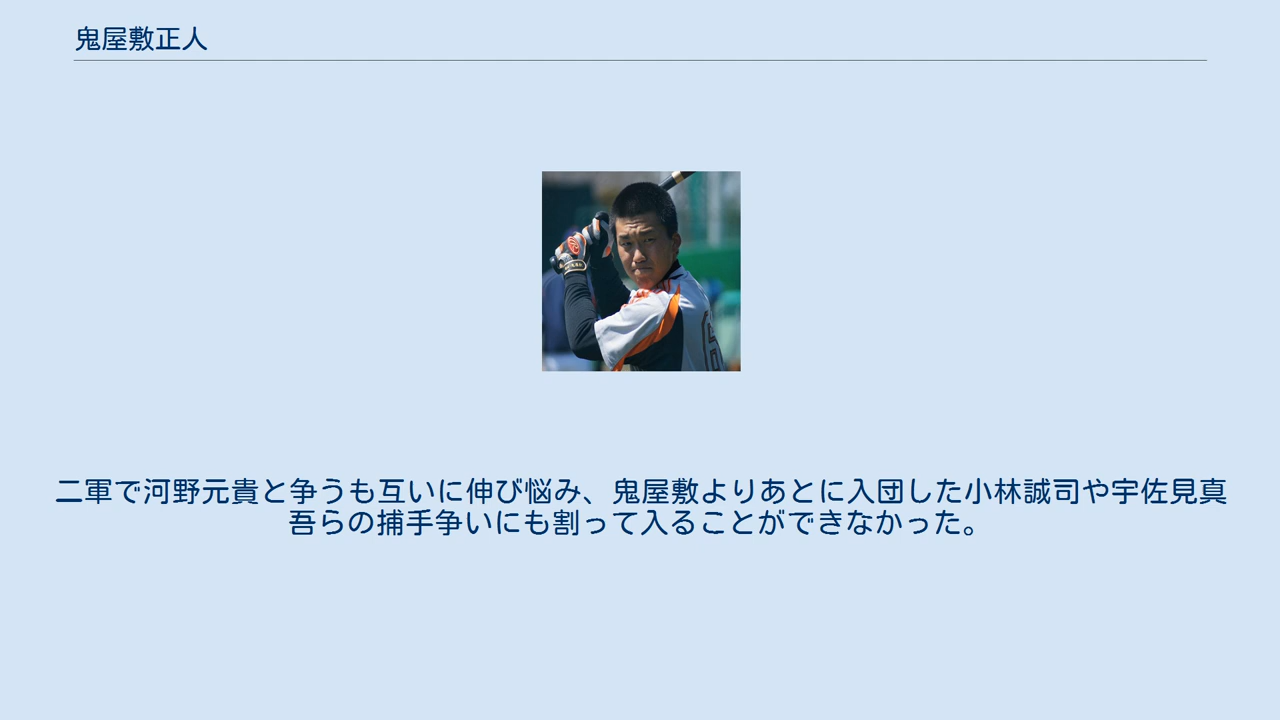 鬼屋敷正人
二軍で河野元貴と争うも互いに伸び悩み、鬼屋敷よりあとに入団した小林誠司や宇佐見真
吾らの捕手争いにも割って入ることができなかった。